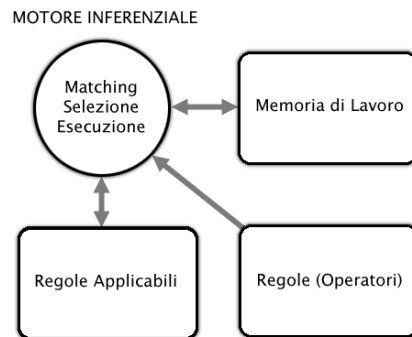 MOTORE INFERENZIALE
Matching
Selezione
Esecuzione
Memoria di Lavoro
Regole Applicabili
Regole (Operatori)